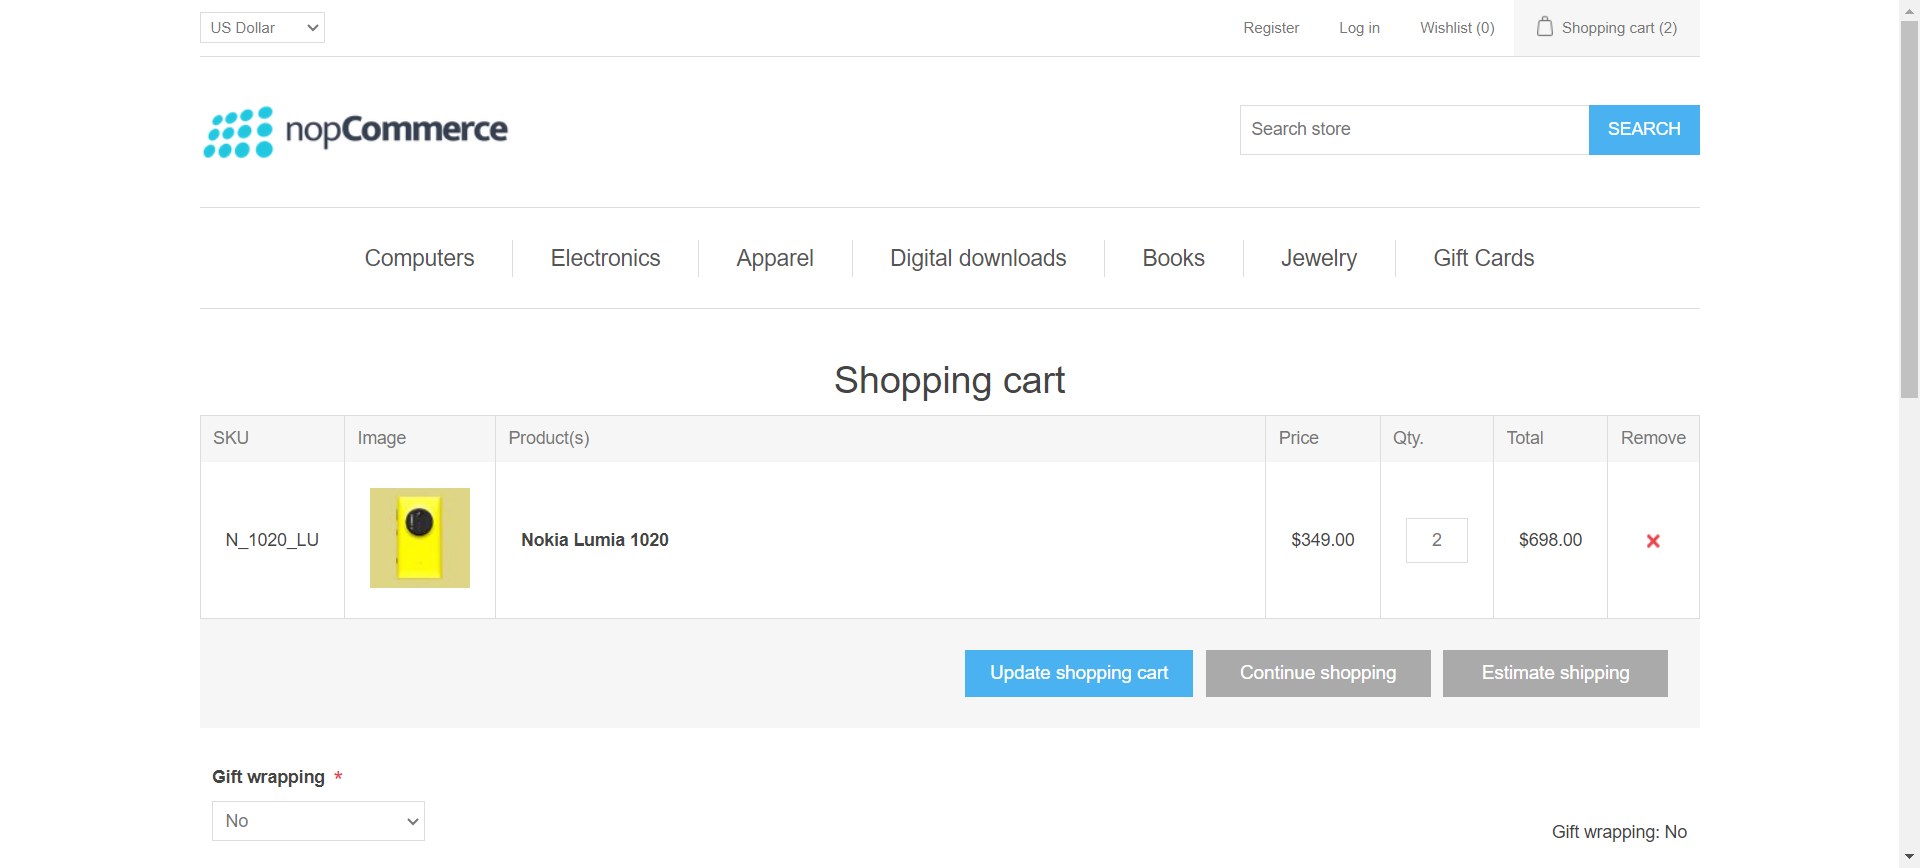 US Dollar
Register
Log in
Wishlist (0)
Shopping cart (2)
nopCommerce
Search store
SEARCH
Computers
Electronics
Apparel
Digital downloads
Books
Jewelry
Gift Cards
Shopping cart
SKU
Image
Product(s)
Price
Qty.
Total
Remove
N_1020_LU
Nokia Lumia 1020
$349.00
2
$698.00
Update shopping cart
Continue shopping
Estimate shipping
Gift wrapping *
No
Gift wrapping: No